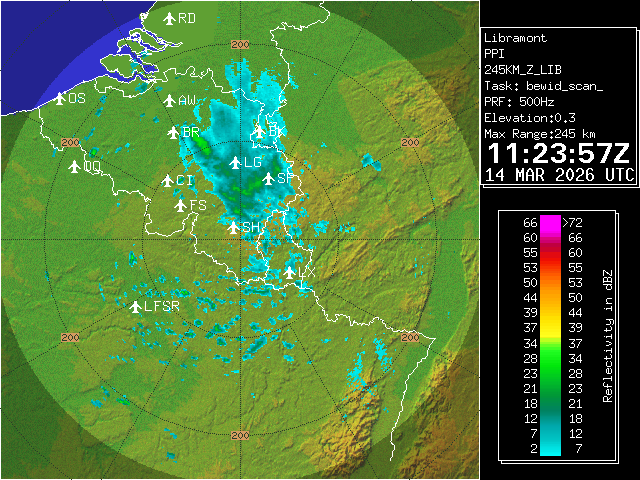 RD
200
OS
AW
BR
BK
200
200
QQ
LG
CI
SP
FS
SH
LX
LFSR
200
200
200
Libramont
PPI
245KM_Z_LIB
Task: bewid_scan_
PRF: 500Hz
Elevation:0.3
Max Range:245 km
11:23:57Z
14 MAR 2026 UTC
66 >72
60 66
55 60
53 55
50 53
44 50
39 44
37 39
34 37
28 34
23 28
21 23
18 21
12 18
7 12
2 7
Reflectivity in dBZ